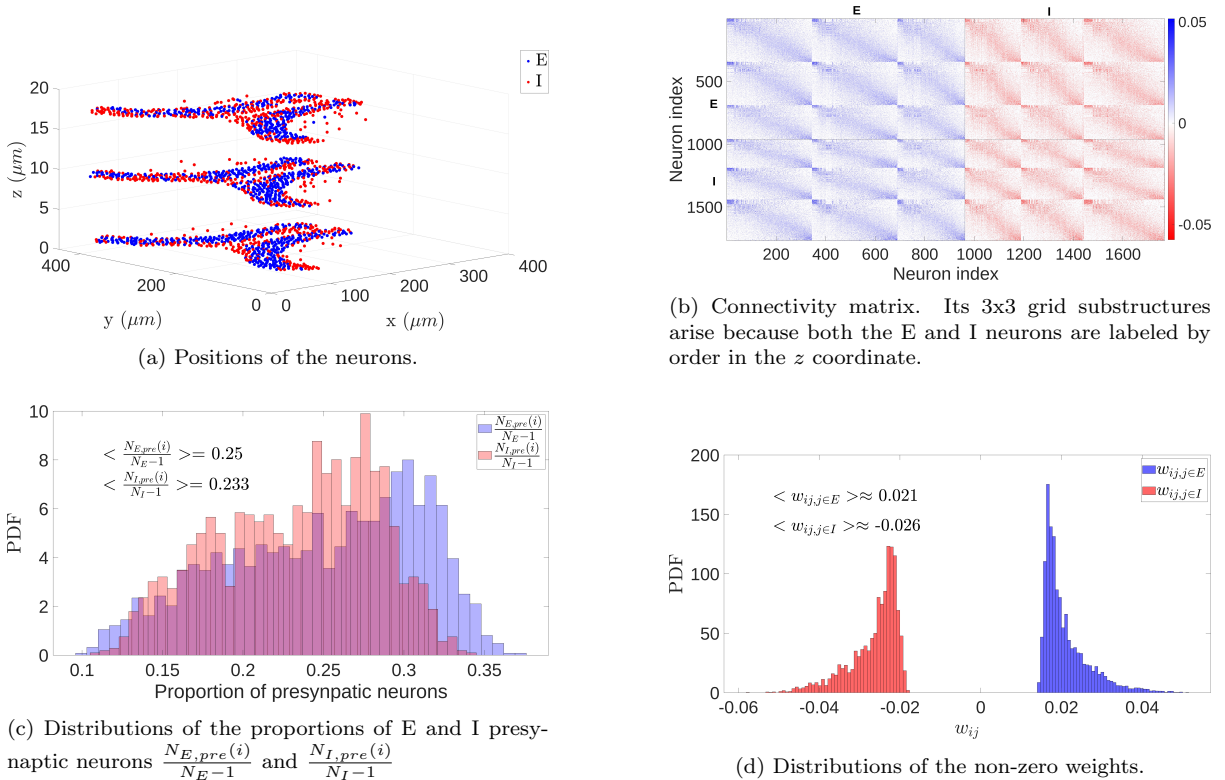 E
I
20
15
10
5
0
z (μm)
400
200
0
y (μm)
0
100
200
300
400
x (μm)
(a) Positions of the neurons.
E
I
0.05
0
-0.05
500
1000
1500
E
I
Neuron index
200 400 600 800 1000 1200 1400 1600
Neuron index
(b) Connectivity matrix. Its 3x3 grid substructures
arise because both the E and I neurons are labeled by
order in the z coordinate.
10
8
6
4
2
0
PDF
< N_{E,pre}(i)/N_E−1 >= 0.25
< N_{I,pre}(i)/N_I−1 >= 0.233
N_{E,pre}(i)/N_E−1
N_{I,pre}(i)/N_I−1
0.1 0.15 0.2 0.25 0.3 0.35
Proportion of presynpatic neurons
(c) Distributions of the proportions of E and I presy-
naptic neurons N_{E,pre}(i)/N_E−1 and N_{I,pre}(i)/N_I−1
200
150
100
50
0
PDF
< w_{ij,j∈E} >≈ 0.021
< w_{ij,j∈I} >≈ -0.026
w_{ij,j∈E}
w_{ij,j∈I}
-0.06 -0.04 -0.02 0 0.02 0.04
w_{ij}
(d) Distributions of the non-zero weights.